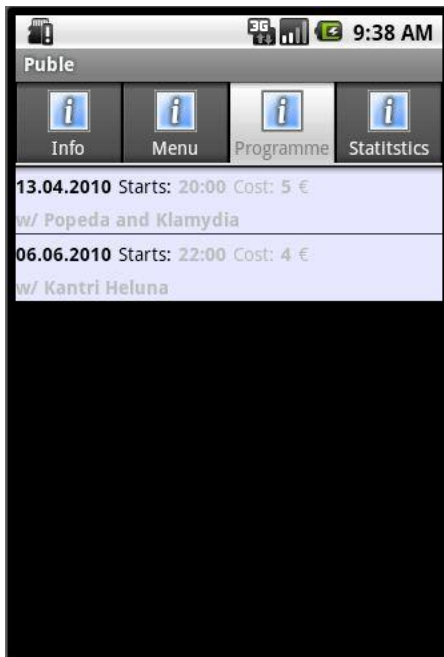 3G 9:38 AM
Puble
Info Menu Programme Statitstics
13.04.2010 Starts: 20:00 Cost: 5 €
w/ Popeda and Klamydia
06.06.2010 Starts: 22:00 Cost: 4 €
w/ Kantri Heluna